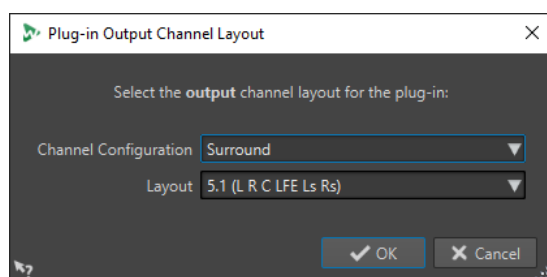 Plug-in Output Channel Layout
Select the output channel layout for the plug-in:
Channel Configuration Surround
Layout 5.1 (L R C LFE Ls Rs)
OK Cancel
?